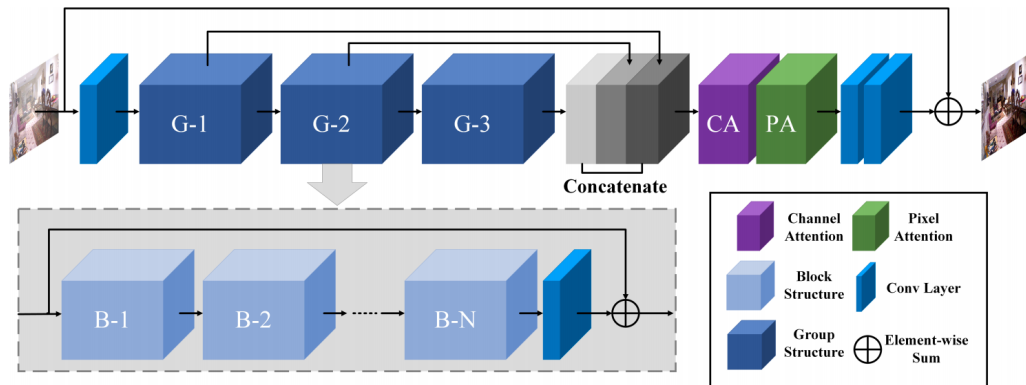 G-1
G-2
G-3
CA
PA
Concatenate
B-1
B-2
B-N
Channel
Attention
Pixel
Attention
Block
Structure
Conv Layer
Group
Structure
Element-wise
Sum